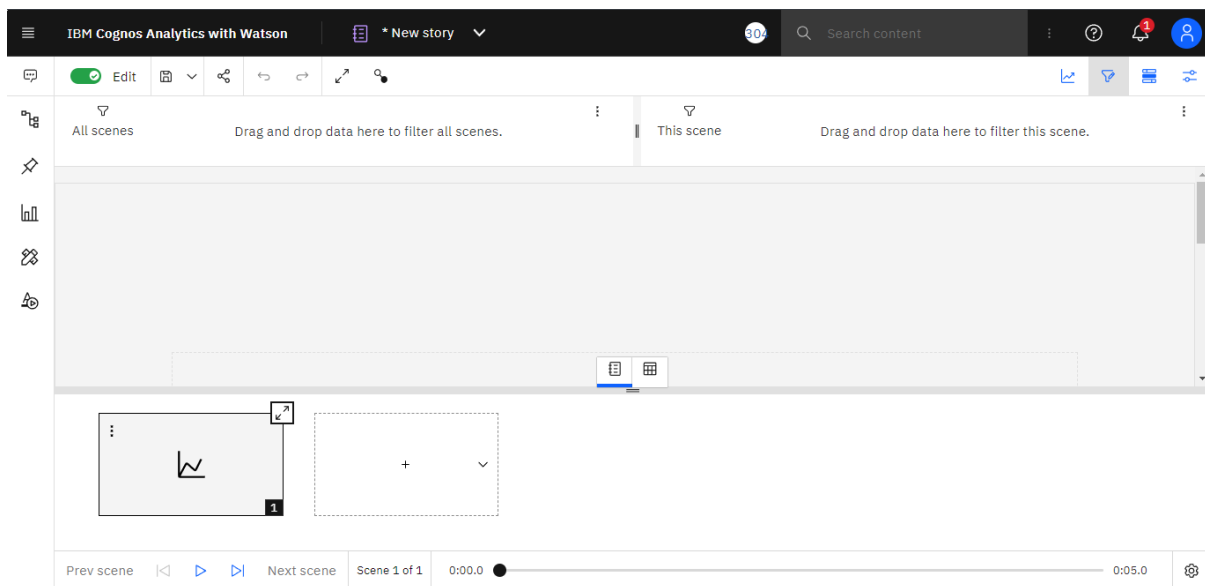 IBM Cognos Analytics with Watson
* New story
304
Search content
1
Edit
All scenes
Drag and drop data here to filter all scenes.
This scene
Drag and drop data here to filter this scene.
1
Prev scene
Next scene
Scene 1 of 1
0:00.0
0:05.0